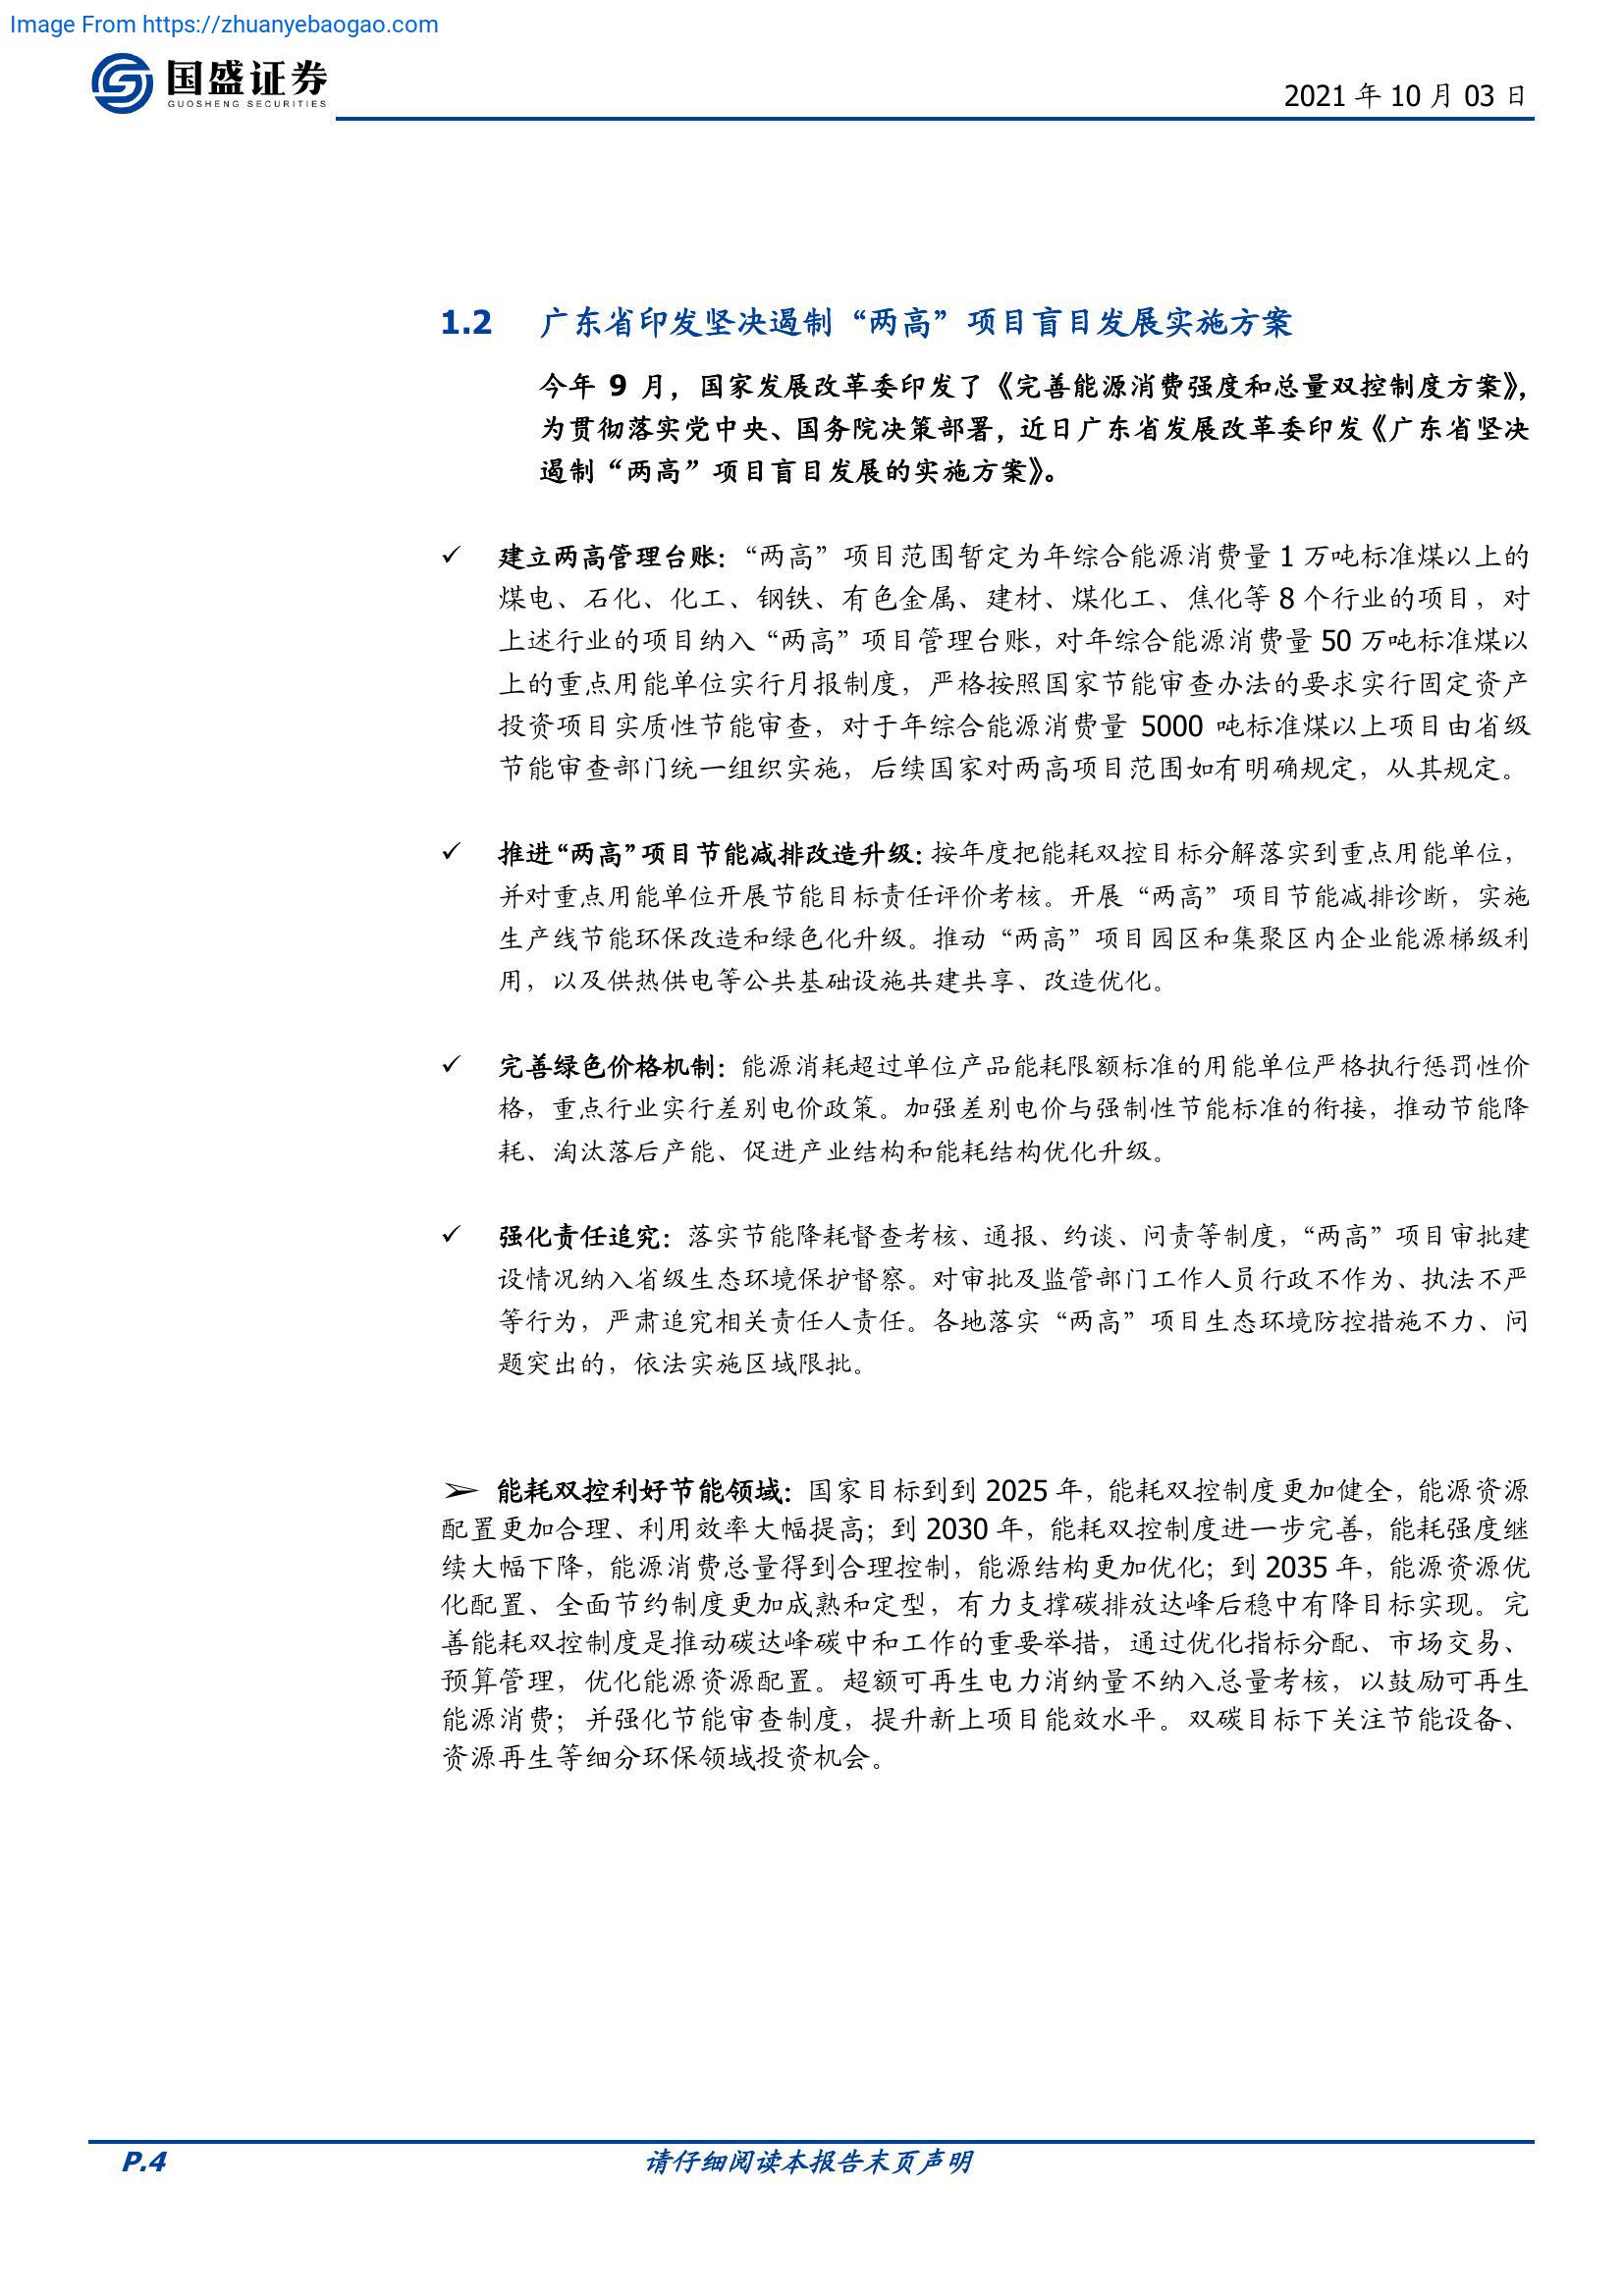 Image From https://zhuanyebaogao.com
国盛证券
GUOSHENG SECURITIES
2021 年 10 月 03 日
1.2 广东省印发坚决遏制“两高”项目盲目发展实施方案
今年 9 月，国家发展改革委印发了《完善能源消费强度和总量双控制度方案》，
为贯彻落实党中央、国务院决策部署，近日广东省发展改革委印发《广东省坚决
遏制“两高”项目盲目发展的实施方案》。
✓ 建立两高管理台账：“两高”项目范围暂定为年综合能源消费量 1 万吨标准煤以上的
煤电、石化、化工、钢铁、有色金属、建材、煤化工、焦化等 8 个行业的项目，对
上述行业的项目纳入“两高”项目管理台账，对年综合能源消费量 50 万吨标准煤以
上的重点用能单位实行月报制度，严格按照国家节能审查办法的要求实行固定资产
投资项目实质性节能审查，对于年综合能源消费量 5000 吨标准煤以上项目由省级
节能审查部门统一组织实施，后续国家对两高项目范围如有明确规定，从其规定。
✓ 推进“两高”项目节能减排改造升级：按年度把能耗双控目标分解落实到重点用能单位，
并对重点用能单位开展节能目标责任评价考核。开展“两高”项目节能减排诊断，实施
生产线节能环保改造和绿色化升级。推动“两高”项目园区和集聚区内企业能源梯级利
用，以及供热供电等公共基础设施共建共享、改造优化。
✓ 完善绿色价格机制：能源消耗超过单位产品能耗限额标准的用能单位严格执行惩罚性价
格，重点行业实行差别电价政策。加强差别电价与强制性节能标准的衔接，推动节能降
耗、淘汰落后产能、促进产业结构和能耗结构优化升级。
✓ 强化责任追究：落实节能降耗督查考核、通报、约谈、问责等制度，“两高”项目审批建
设情况纳入省级生态环境保护督察。对审批及监管部门工作人员行政不作为、执法不严
等行为，严肃追究相关责任人责任。各地落实“两高”项目生态环境防控措施不力、问
题突出的，依法实施区域限批。
➢ 能耗双控利好节能领域：国家目标到到 2025 年，能耗双控制度更加健全，能源资源
配置更加合理、利用效率大幅提高；到 2030 年，能耗双控制度进一步完善，能耗强度继
续大幅下降，能源消费总量得到合理控制，能源结构更加优化；到 2035 年，能源资源优
化配置、全面节约制度更加成熟和定型，有力支撑碳排放达峰后稳中有降目标实现。完
善能耗双控制度是推动碳达峰碳中和工作的重要举措，通过优化指标分配、市场交易、
预算管理，优化能源资源配置。超额可再生电力消纳量不纳入总量考核，以鼓励可再生
能源消费；并强化节能审查制度，提升新上项目能效水平。双碳目标下关注节能设备、
资源再生等细分环保领域投资机会。
P.4 请仔细阅读本报告末页声明